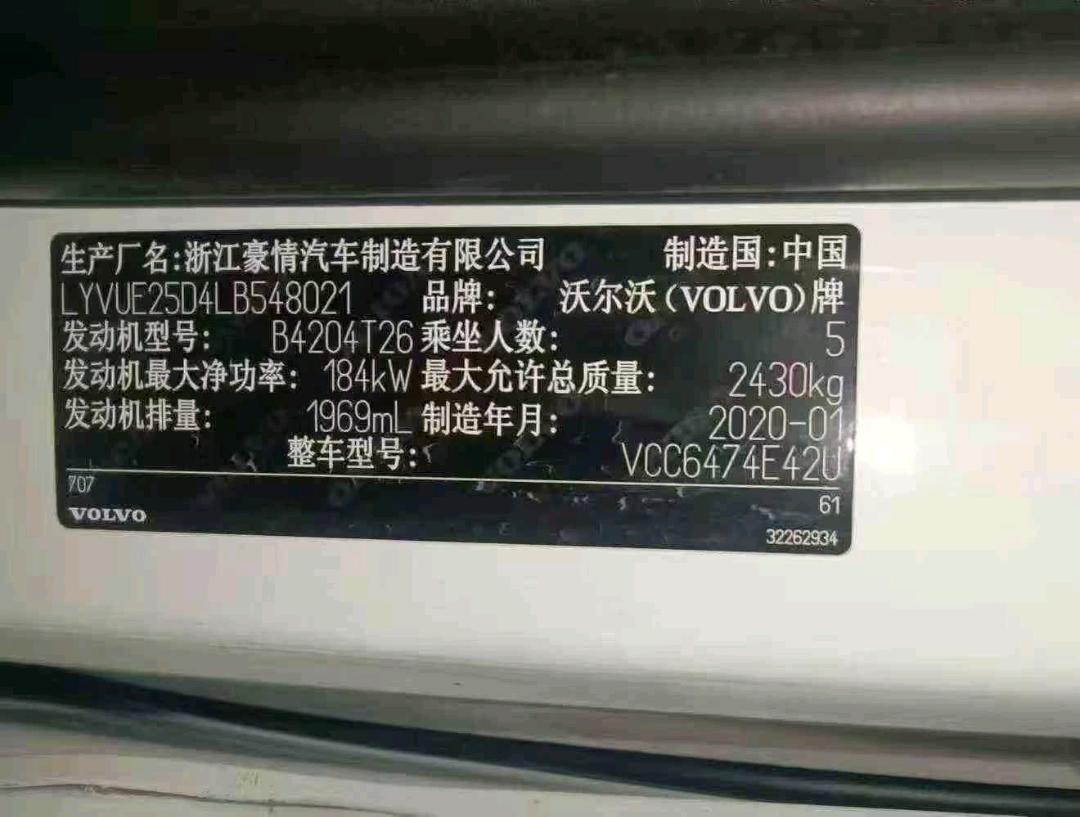 生产厂名:浙江豪情汽车制造有限公司 制造国:中国
LYVUE25D4LB548021 品牌: 沃尔沃(VOLVO)牌
发动机型号: B4204T26 乘坐人数: 5
发动机最大净功率: 184kW 最大允许总质量: 2430kg
发动机排量: 1969mL 制造年月: 2020-01
整车型号: VCC6474E42U
707 61
VOLVO 32262934